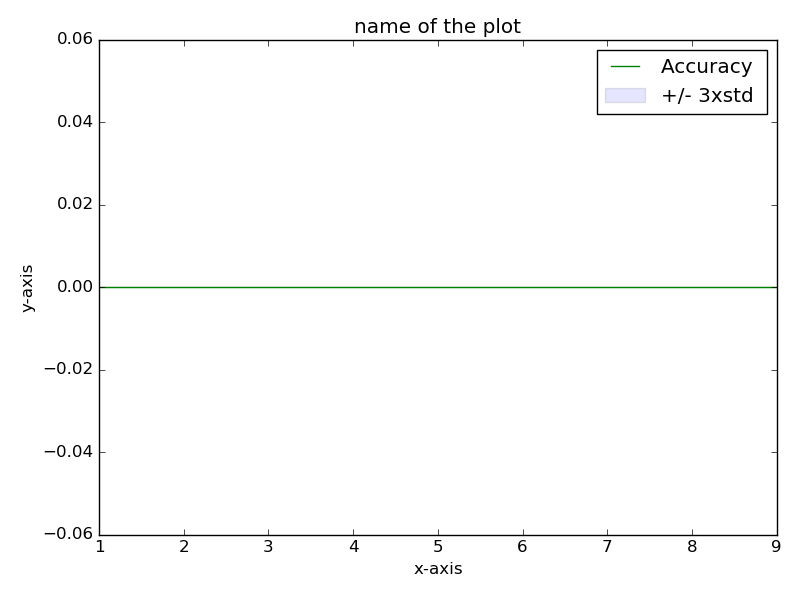 name of the plot
0.06
Accuracy
+/- 3xstd
0.04
0.02
0.00
y-axis
−0.02
−0.04
−0.06
1 2 3 4 5 6 7 8 9
x-axis